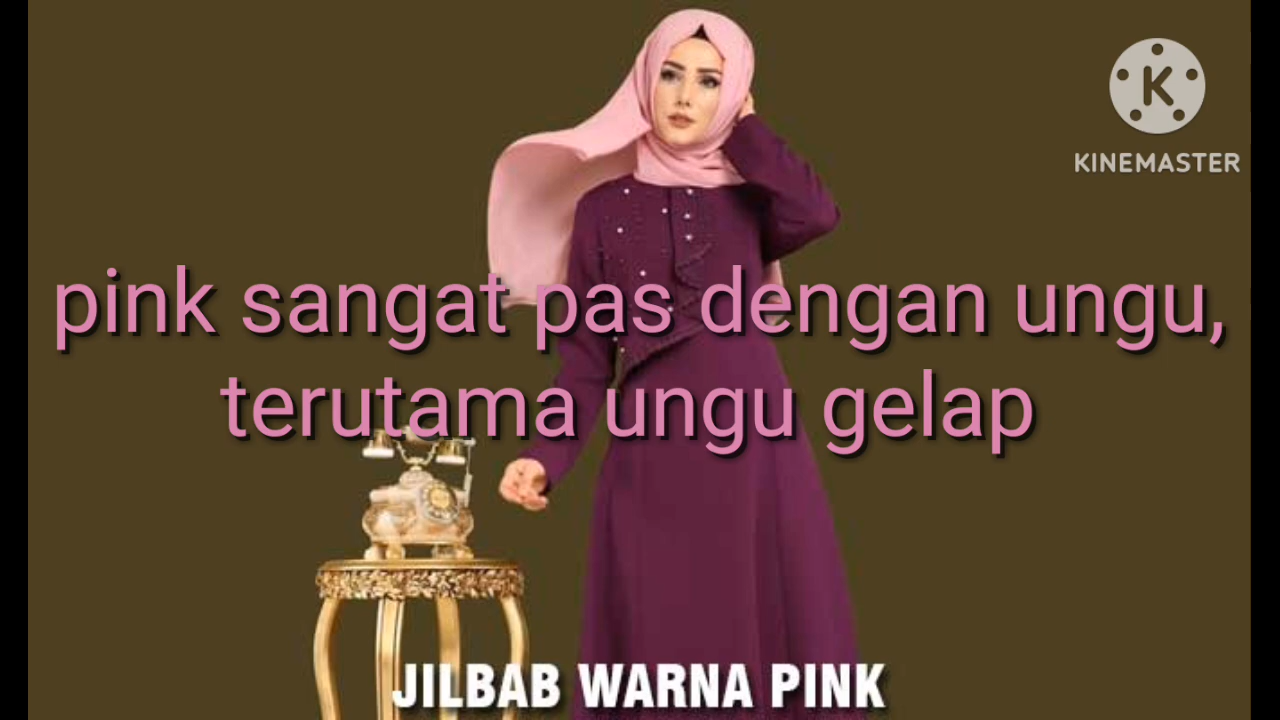 KINEMASTER
pink sangat pas dengan ungu,
terutama ungu gelap
JILBAB WARNA PINK